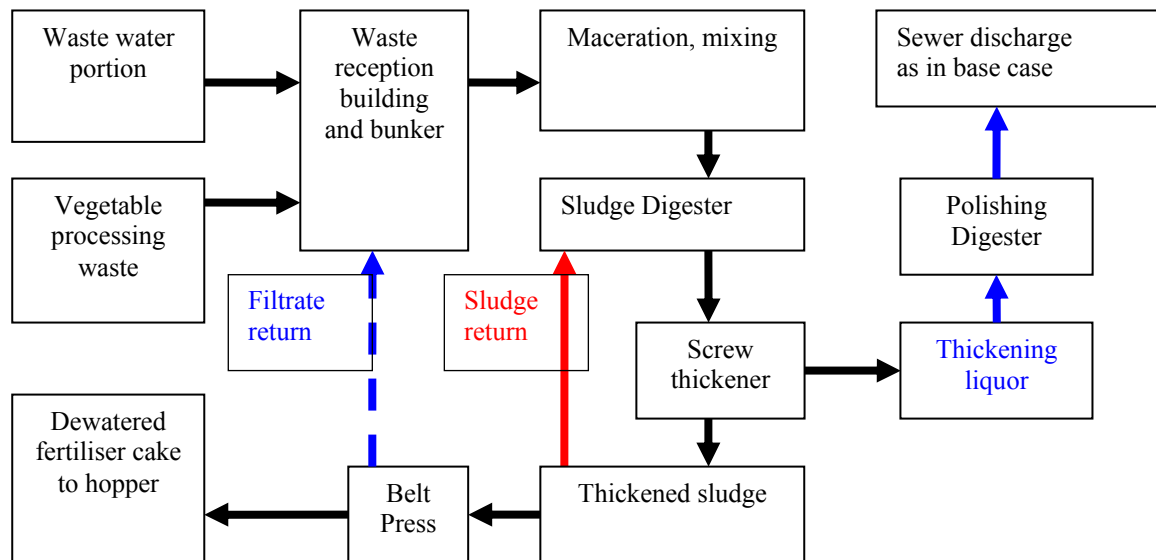 Waste water
portion
Waste
reception
building
and bunker
Maceration, mixing
Sewer discharge
as in base case
Vegetable
processing
waste
Sludge Digester
Polishing
Digester
Filtrate
return
Sludge
return
Screw
thickener
Thickening
liquor
Dewatered
fertiliser cake
to hopper
Belt
Press
Thickened sludge